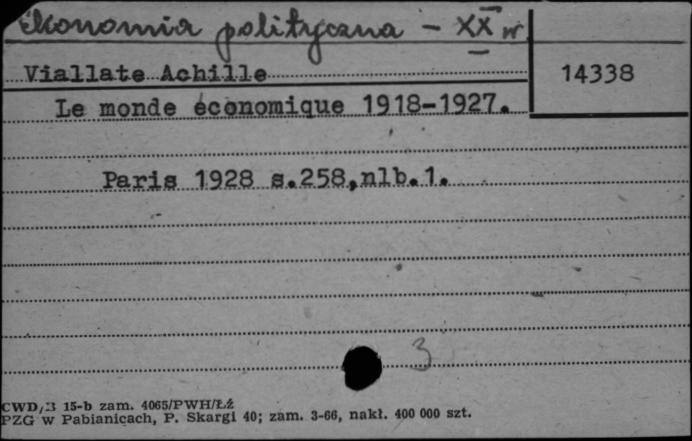 Ekonomia polityczna - XX w.
Viallate Achille
14338
Le monde économique 1918-1927.
Paris 1928 s.258,nlb.1.
3
CWD/3 15-b zam. 4065/PWH/Łź
PZG w Pabianicach, P. Skargi 40; zam. 3-66, nakł. 400 000 szt.